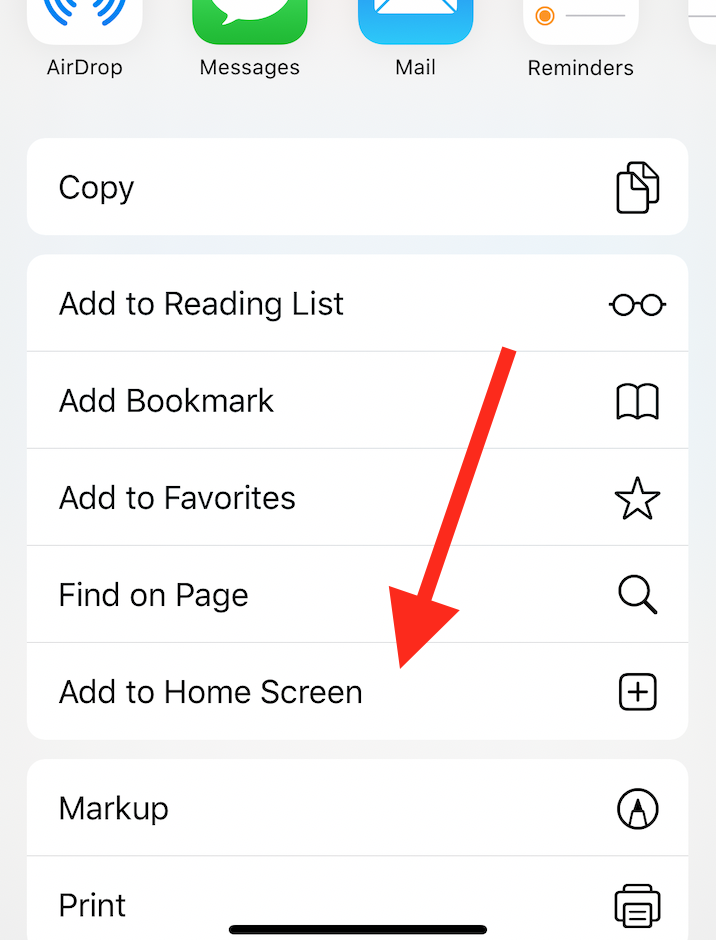 AirDrop Messages Mail Reminders
Copy
Add to Reading List
Add Bookmark
Add to Favorites
Find on Page
Add to Home Screen
Markup
Print